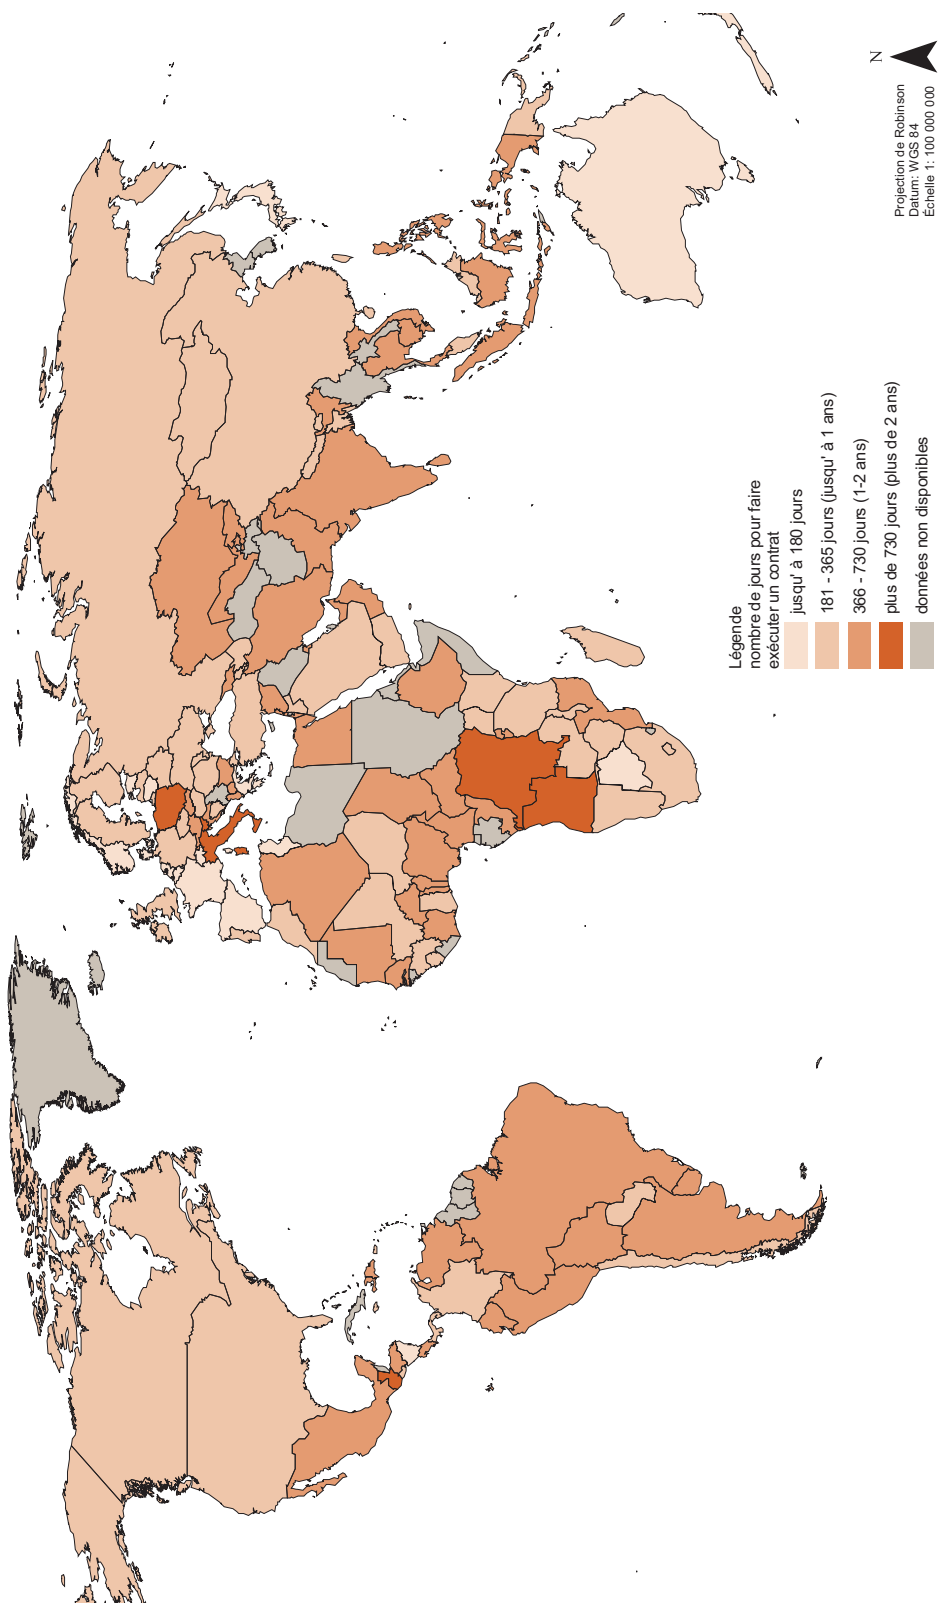 N
Projection de Robinson
Datum: WGS 84
Échelle 1: 100 000 000
Légende
nombre de jours pour faire
exécuter un contrat
jusqu' à 180 jours
181 - 365 jours (jusqu' à 1 ans)
366 - 730 jours (1-2 ans)
plus de 730 jours (plus de 2 ans)
données non disponibles